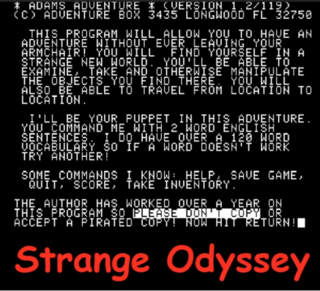 * ADAMS ADVENTURE * (VERSION 1.2/119)
(C) ADVENTURE BOX 3435 LONGWOOD FL 32750
THIS PROGRAM WILL ALLOW YOU TO HAVE AN
ADVENTURE WITHOUT EVER LEAVING YOUR
ARMCHAIR! YOU WILL  FIND YOURSELF IN A
STRANGE NEW WORLD. YOU'LL BE ABLE TO
EXAMINE, TAKE AND OTHERWISE MANIPULATE
THE OBJECTS YOU FIND THERE. YOU WILL
ALSO BE ABLE TO TRAVEL FROM LOCATION TO
LOCATION.
I'LL BE YOUR PUPPET IN THIS ADVENTURE.
YOU COMMAND ME WITH 2 WORD ENGLISH
SENTENCES. I DO HAVE OVER A 120 WORD
VOCABULARY SO IF A WORD DOESN'T WORK
TRY ANOTHER!
SOME COMMANDS I KNOW: HELP, SAVE GAME,
QUIT, SCORE, TAKE INVENTORY.
THE AUTHOR HAS WORKED OVER A YEAR ON
THIS PROGRAM SO PLEASE DON'T COPY OR
ACCEPT A PIRATED COPY! NOW HIT RETURN!
Strange Odyssey